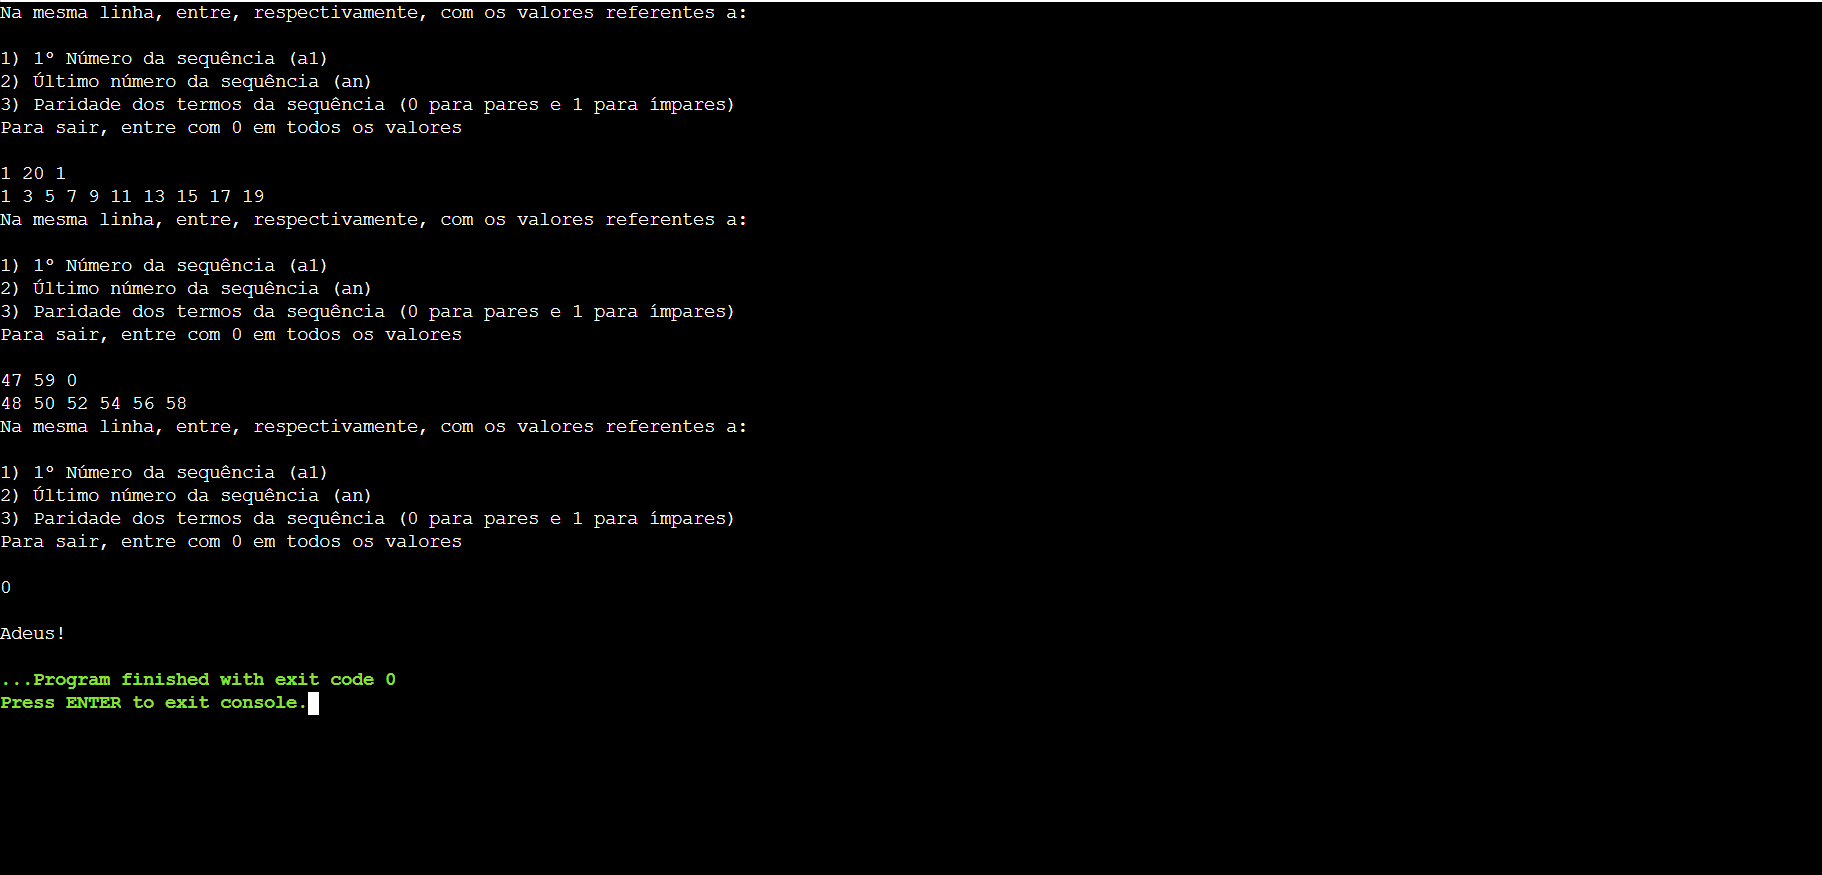 Na mesma linha, entre, respectivamente, com os valores referentes a:
1) 1º Número da sequência (a1)
2) Último número da sequência (an)
3) Paridade dos termos da sequência (0 para pares e 1 para ímpares)
Para sair, entre com 0 em todos os valores
1 20 1
1 3 5 7 9 11 13 15 17 19
Na mesma linha, entre, respectivamente, com os valores referentes a:
1) 1º Número da sequência (a1)
2) Último número da sequência (an)
3) Paridade dos termos da sequência (0 para pares e 1 para ímpares)
Para sair, entre com 0 em todos os valores
47 59 0
48 50 52 54 56 58
Na mesma linha, entre, respectivamente, com os valores referentes a:
1) 1º Número da sequência (a1)
2) Último número da sequência (an)
3) Paridade dos termos da sequência (0 para pares e 1 para ímpares)
Para sair, entre com 0 em todos os valores
0
Adeus!
...Program finished with exit code 0
Press ENTER to exit console.